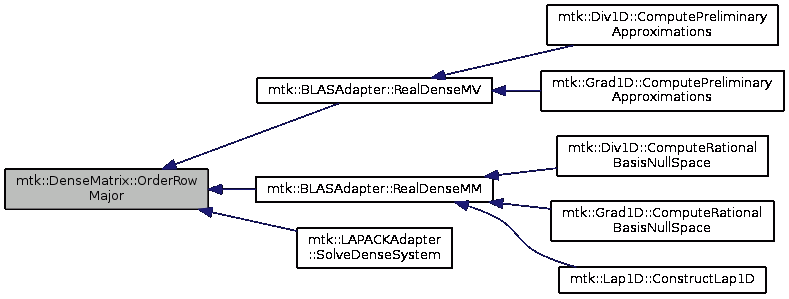 mtk::Div1D::ComputePreliminary
Approximations
mtk::BLASAdapter::RealDenseMV
mtk::Grad1D::ComputePreliminary
Approximations
mtk::Div1D::ComputeRational
BasisNullSpace
mtk::DenseMatrix::OrderRow
Major
mtk::BLASAdapter::RealDenseMM
mtk::Grad1D::ComputeRational
BasisNullSpace
mtk::LAPACKAdapter
::SolveDenseSystem
mtk::Lap1D::ConstructLap1D